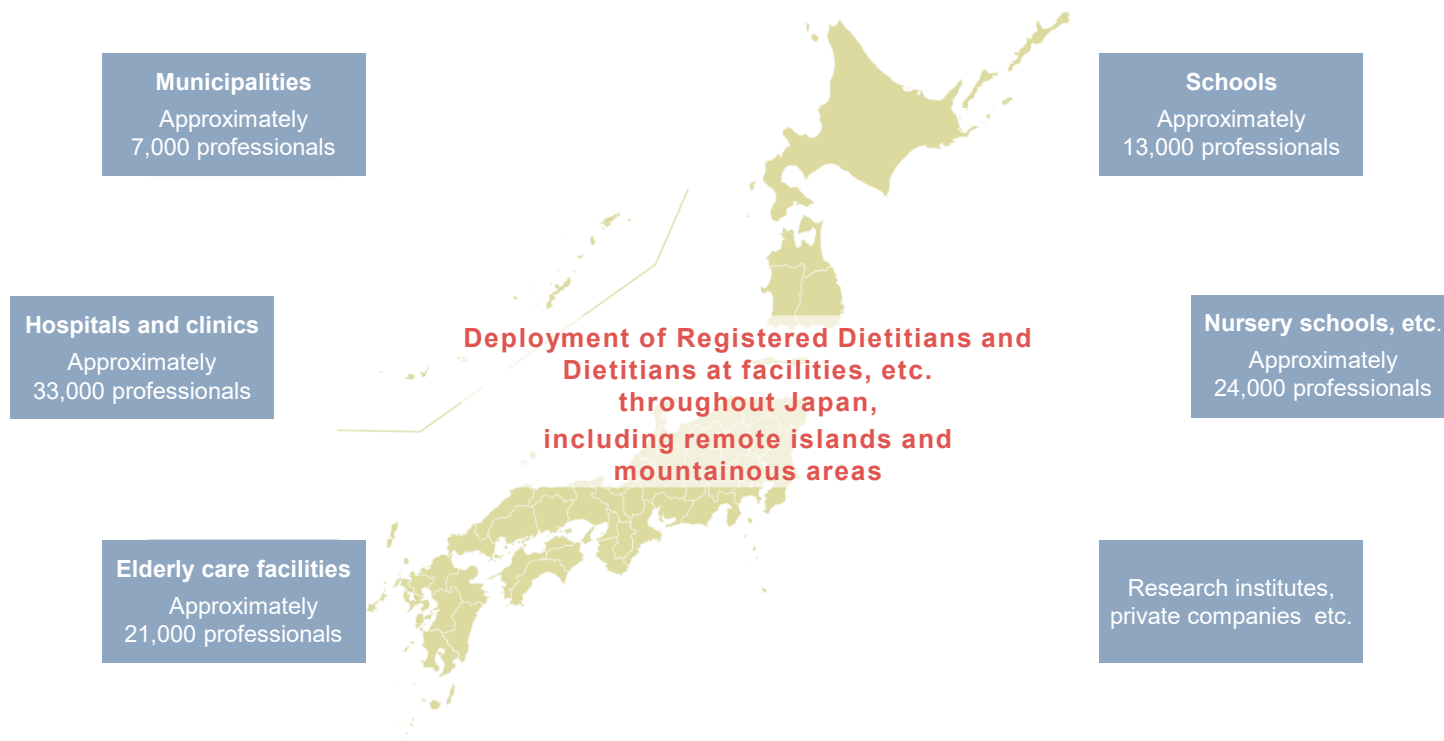 Municipalities
Approximately
7,000 professionals
Schools
Approximately
13,000 professionals
Hospitals and clinics
Approximately
33,000 professionals
Deployment of Registered Dietitians and
Dietitians at facilities, etc.
throughout Japan,
including remote islands and
mountainous areas
Nursery schools, etc.
Approximately
24,000 professionals
Elderly care facilities
Approximately
21,000 professionals
Research institutes,
private companies etc.